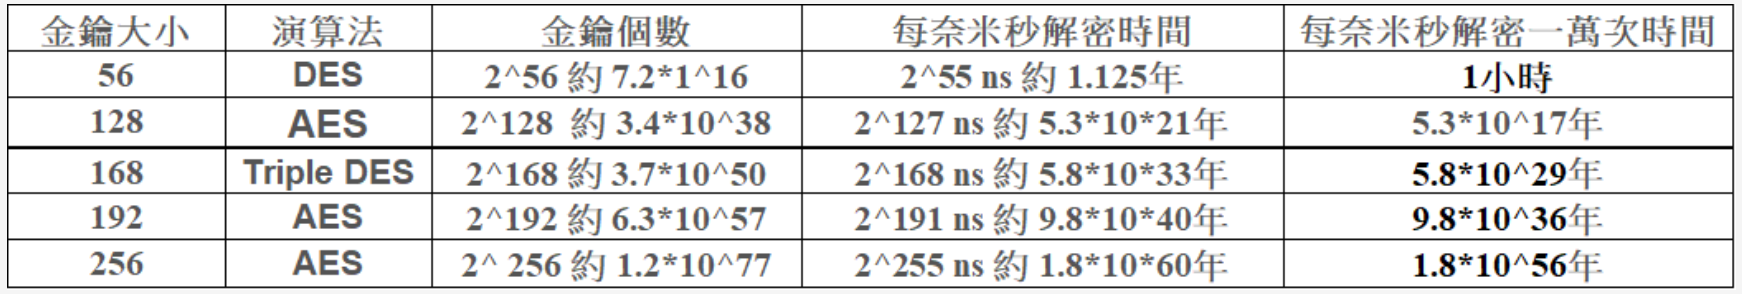 金鑰大小 演算法 金鑰個數 每奈米秒解密時間 每奈米秒解密一萬次時間
56 DES 2^56 約 7.2*1^16 2^55 ns 約 1.125年 1小時
128 AES 2^128 約 3.4*10^38 2^127 ns 約 5.3*10*21年 5.3*10^17年
168 Triple DES 2^168 約 3.7*10^50 2^168 ns 約 5.8*10*33年 5.8*10^29年
192 AES 2^192 約 6.3*10^57 2^191 ns 約 9.8*10*40年 9.8*10^36年
256 AES 2^ 256 約 1.2*10^77 2^255 ns 約 1.8*10*60年 1.8*10^56年